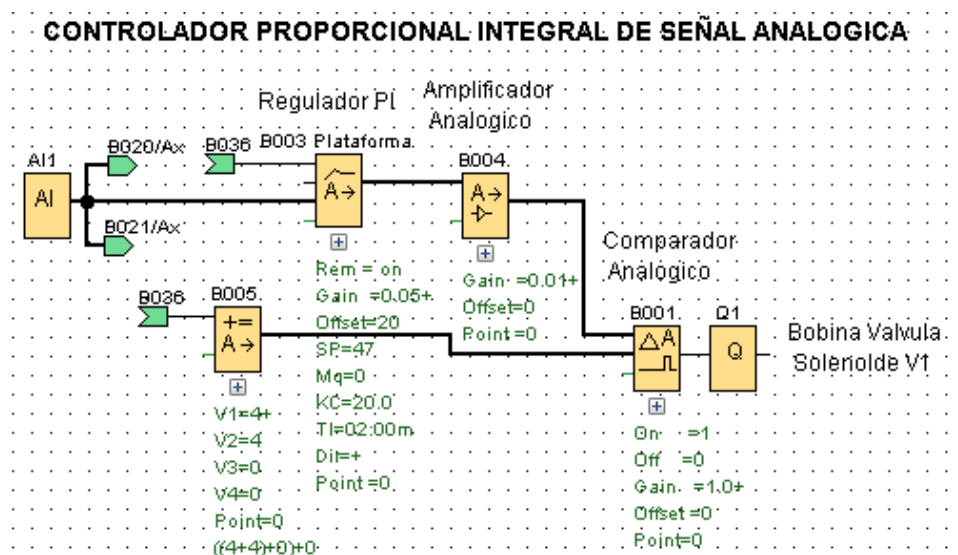 CONTROLADOR PROPORCIONAL INTEGRAL DE SEÑAL ANALOGICA
Regulador PI
Amplificador
Analogico
AI1
B020/Ax
B036
B003 Plataforma
B004
AI
A→
A→
B021/Ax
Rem = on
Gain =0.05+
Offset=20
SP=47
Mq=0
KC=20.0
TI=02:00m
Dir=+
Point =0
Gain =0.01+
Offset=0
Point =0
Comparador
Analogico
B036
B005
+=
A→
V1=4+
V2=4
V3=0
V4=0
Point=0
((4+4)+0)+0
B001
ΔA
Q1
Q
Bobina Valvula
Solenolde V1
On =1
Off =0
Gain =1.0+
Offset =0
Point=0